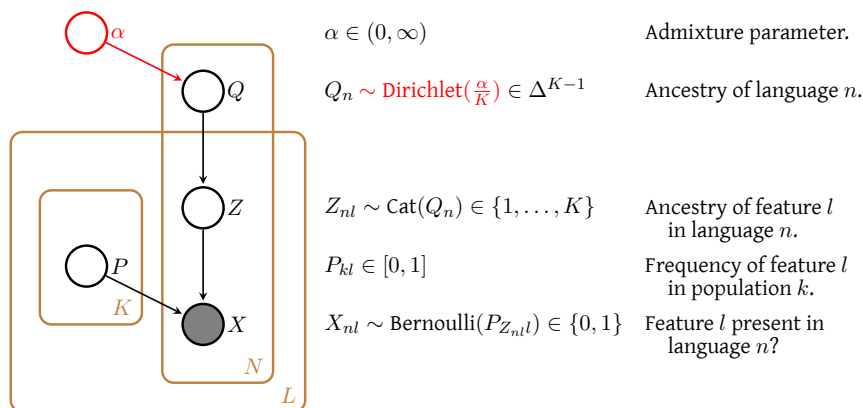 α α ∈ (0, ∞) Admixture parameter.
Q Q_n ∼ Dirichlet(α/K) ∈ Δ^{K−1} Ancestry of language n.
Z Z_{nl} ∼ Cat(Q_n) ∈ {1, . . . , K} Ancestry of feature l
in language n.
P P_{kl} ∈ [0, 1] Frequency of feature l
K in population k.
X X_{nl} ∼ Bernoulli(P_{Z_{nl}l}) ∈ {0, 1} Feature l present in
language n?
N
L